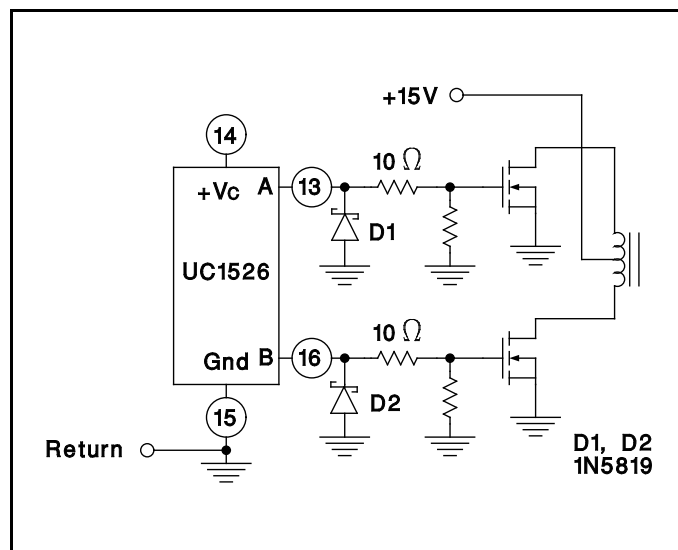 +15V
14
10 Ω
+Vc A 13
D1
UC1526
10 Ω
Gnd B 16
D2
15
Return
D1, D2
1N5819